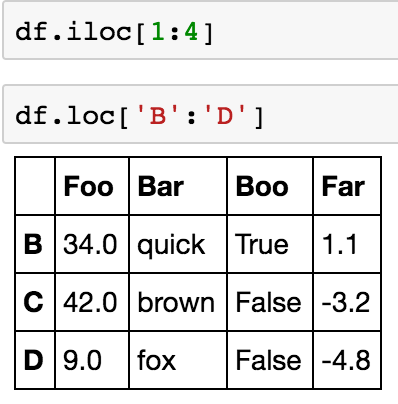 df.iloc[1:4]
df.loc['B':'D']
Foo Bar Boo Far
B 34.0 quick True 1.1
C 42.0 brown False -3.2
D 9.0 fox False -4.8